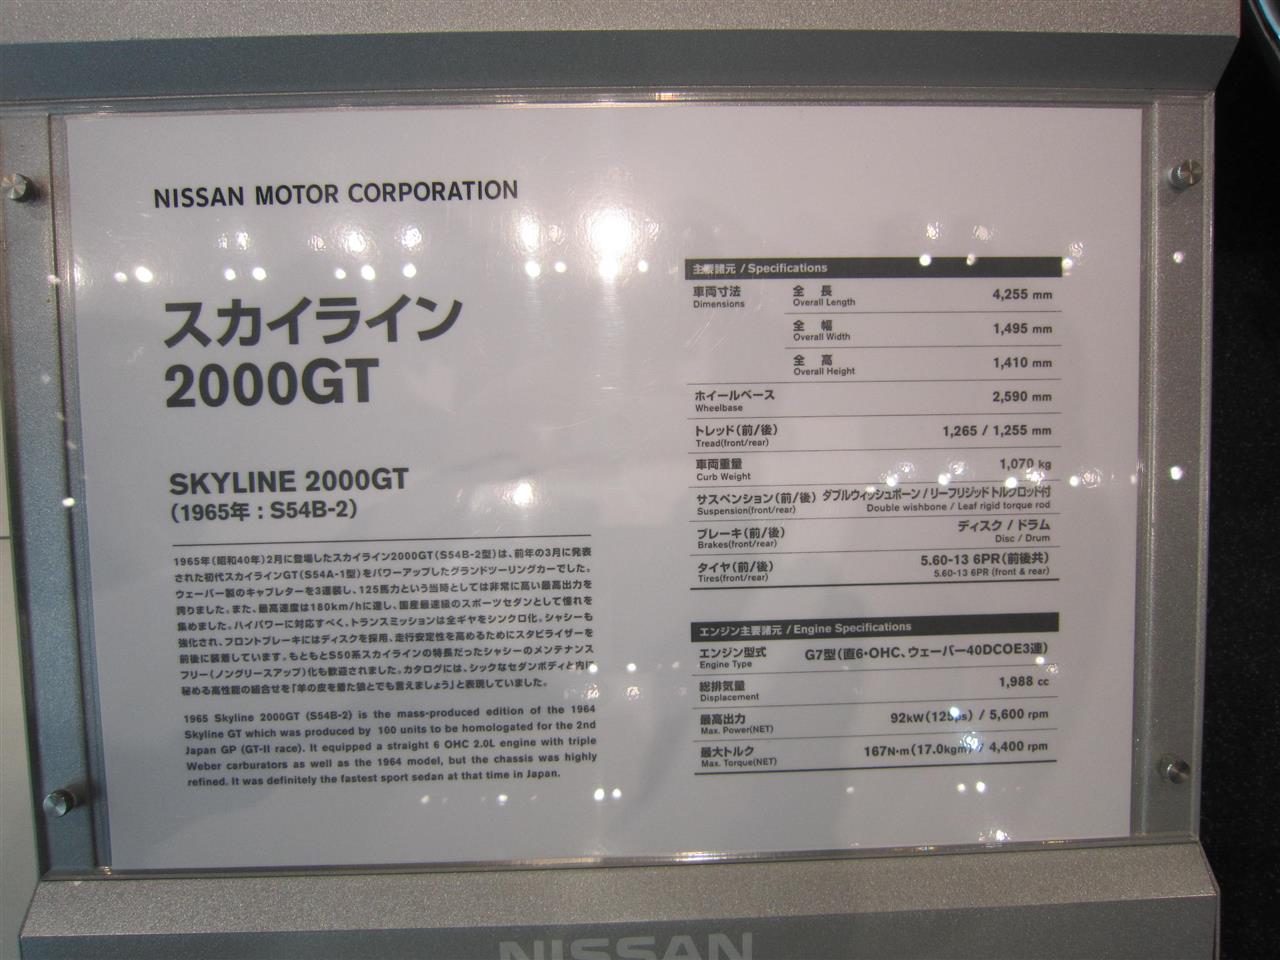 NISSAN MOTOR CORPORATION
スカイライン
2000GT
SKYLINE 2000GT
（1965年：S54B-2）
1965年（昭和40年）2月に登場したスカイライン2000GT（S54B-2型）は、前年の3月に発表
された初代スカイラインGT（S54A-1型）をパワーアップしたグランドツーリングカーでした。
ウェーバー製のキャブレターを3連装し、125馬力という当時としては非常に高い最高出力を
誇りました。また、最高速度は180km/hに達し、国産最速級のスポーツセダンとして憧れを
集めました。ハイパワーに対応すべく、トランスミッションは全ギヤをシンクロ化。シャシーも
強化され、フロントブレーキにはディスクを採用、走行安定性を高めるためにスタビライザーを
前後に装着しています。もともとS50系スカイラインの特長だったシャシーのメンテナンス
フリー（ノングリースアップ）化も歓迎されました。カタログには、シックなセダンボディと内に
秘める高性能の組合せを「羊の皮を着た狼とでも言えましょう」と表現していました。
1965 Skyline 2000GT (S54B-2) is the mass-produced edition of the 1964
Skyline GT which was produced by 100 units to be homologated for the 2nd
Japan GP (GT-II race). It equipped a straight 6 OHC 2.0L engine with triple
Weber carburators as well as the 1964 model, but the chassis was highly
refined. It was definitely the fastest sport sedan at that time in Japan.
主要諸元 / Specifications
車両寸法 全　長 4,255 mm
Dimensions Overall Length
全　幅 1,495 mm
Overall Width
全　高 1,410 mm
Overall Height
ホイールベース 2,590 mm
Wheelbase
トレッド（前/後） 1,265 / 1,255 mm
Tread(front/rear)
車両重量 1,070 kg
Curb Weight
サスペンション（前/後） ダブルウィッシュボーン / リーフリジッドトルクロッド付
Suspension(front/rear) Double wishbone / Leaf rigid torque rod
ブレーキ（前/後） ディスク / ドラム
Brakes(front/rear) Disc / Drum
タイヤ（前/後） 5.60-13 6PR（前後共）
Tires(front/rear) 5.60-13 6PR (front & rear)
エンジン主要諸元 / Engine Specifications
エンジン型式 G7型（直6・OHC、ウェーバー40DCOE3連）
Engine Type
総排気量 1,988 cc
Displacement
最高出力 92kW（125ps）/ 5,600 rpm
Max. Power(NET)
最大トルク 167N・m（17.0kgm）/ 4,400 rpm
Max. Torque(NET)
NISSAN